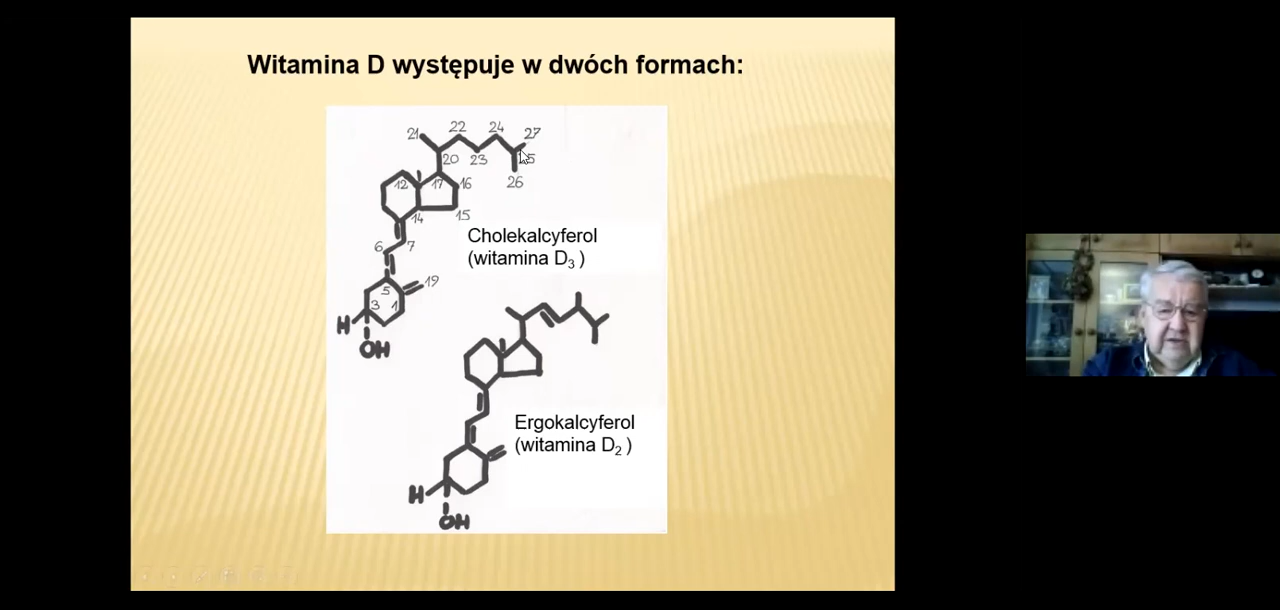 Witamina D występuje w dwóch formach:
21 22 24 27
20 23 25
26
12 17 16
14 15
6 7
Cholekalcyferol
(witamina D₃ )
5 19
3 1
H
OH
Ergokalcyferol
(witamina D₂ )
H
OH